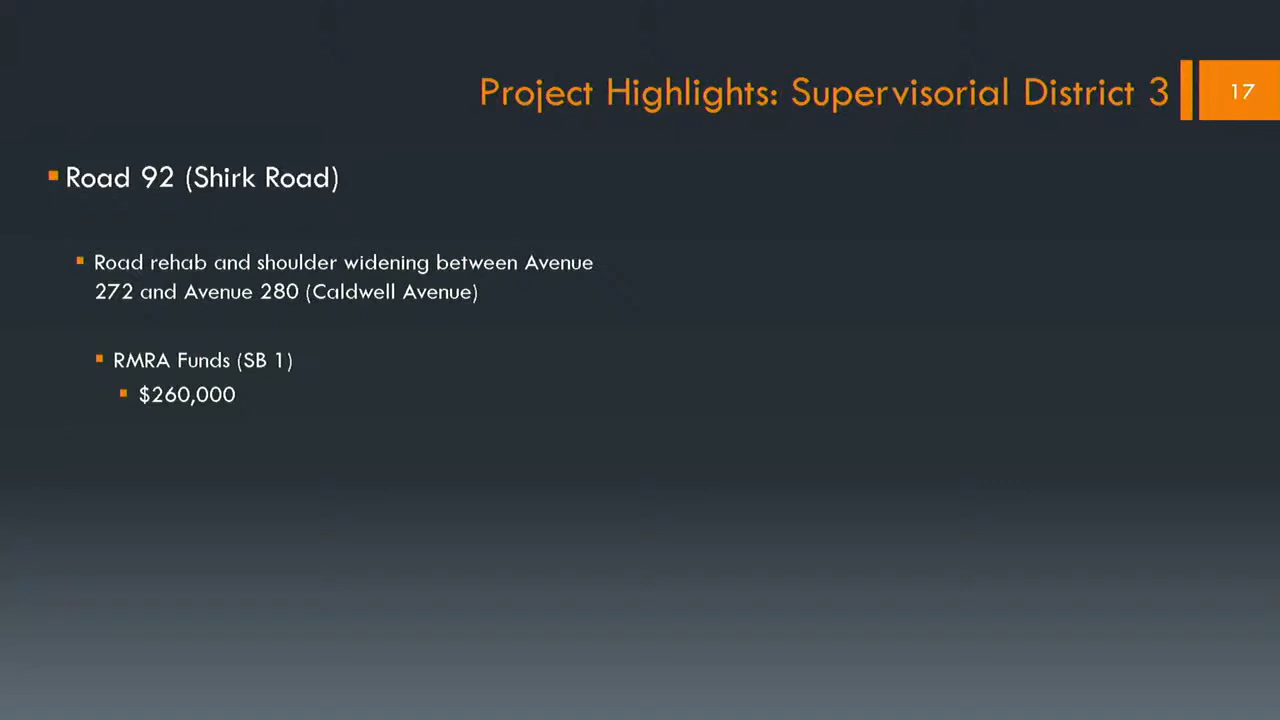 Project Highlights: Supervisorial District 3
17
Road 92 (Shirk Road)
Road rehab and shoulder widening between Avenue
272 and Avenue 280 (Caldwell Avenue)
RMRA Funds (SB 1)
$260,000